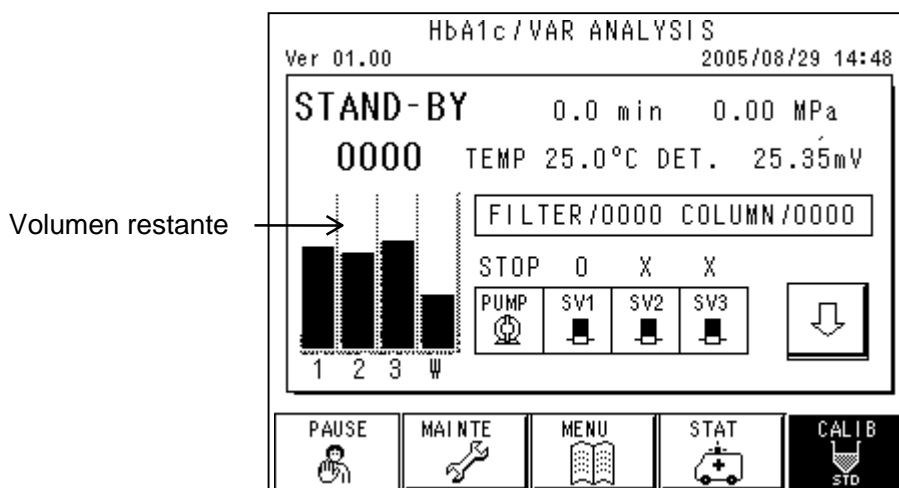 HbA1c/VAR ANALYSIS
Ver 01.00 2005/08/29 14:48
STAND-BY 0.0 min 0.00 MPa
0000 TEMP 25.0°C DET. 25.35mV
Volumen restante
FILTER/0000 COLUMN/0000
STOP O X X
PUMP SV1 SV2 SV3
1 2 3 W
PAUSE MAINTE MENU STAT CALIB
STD